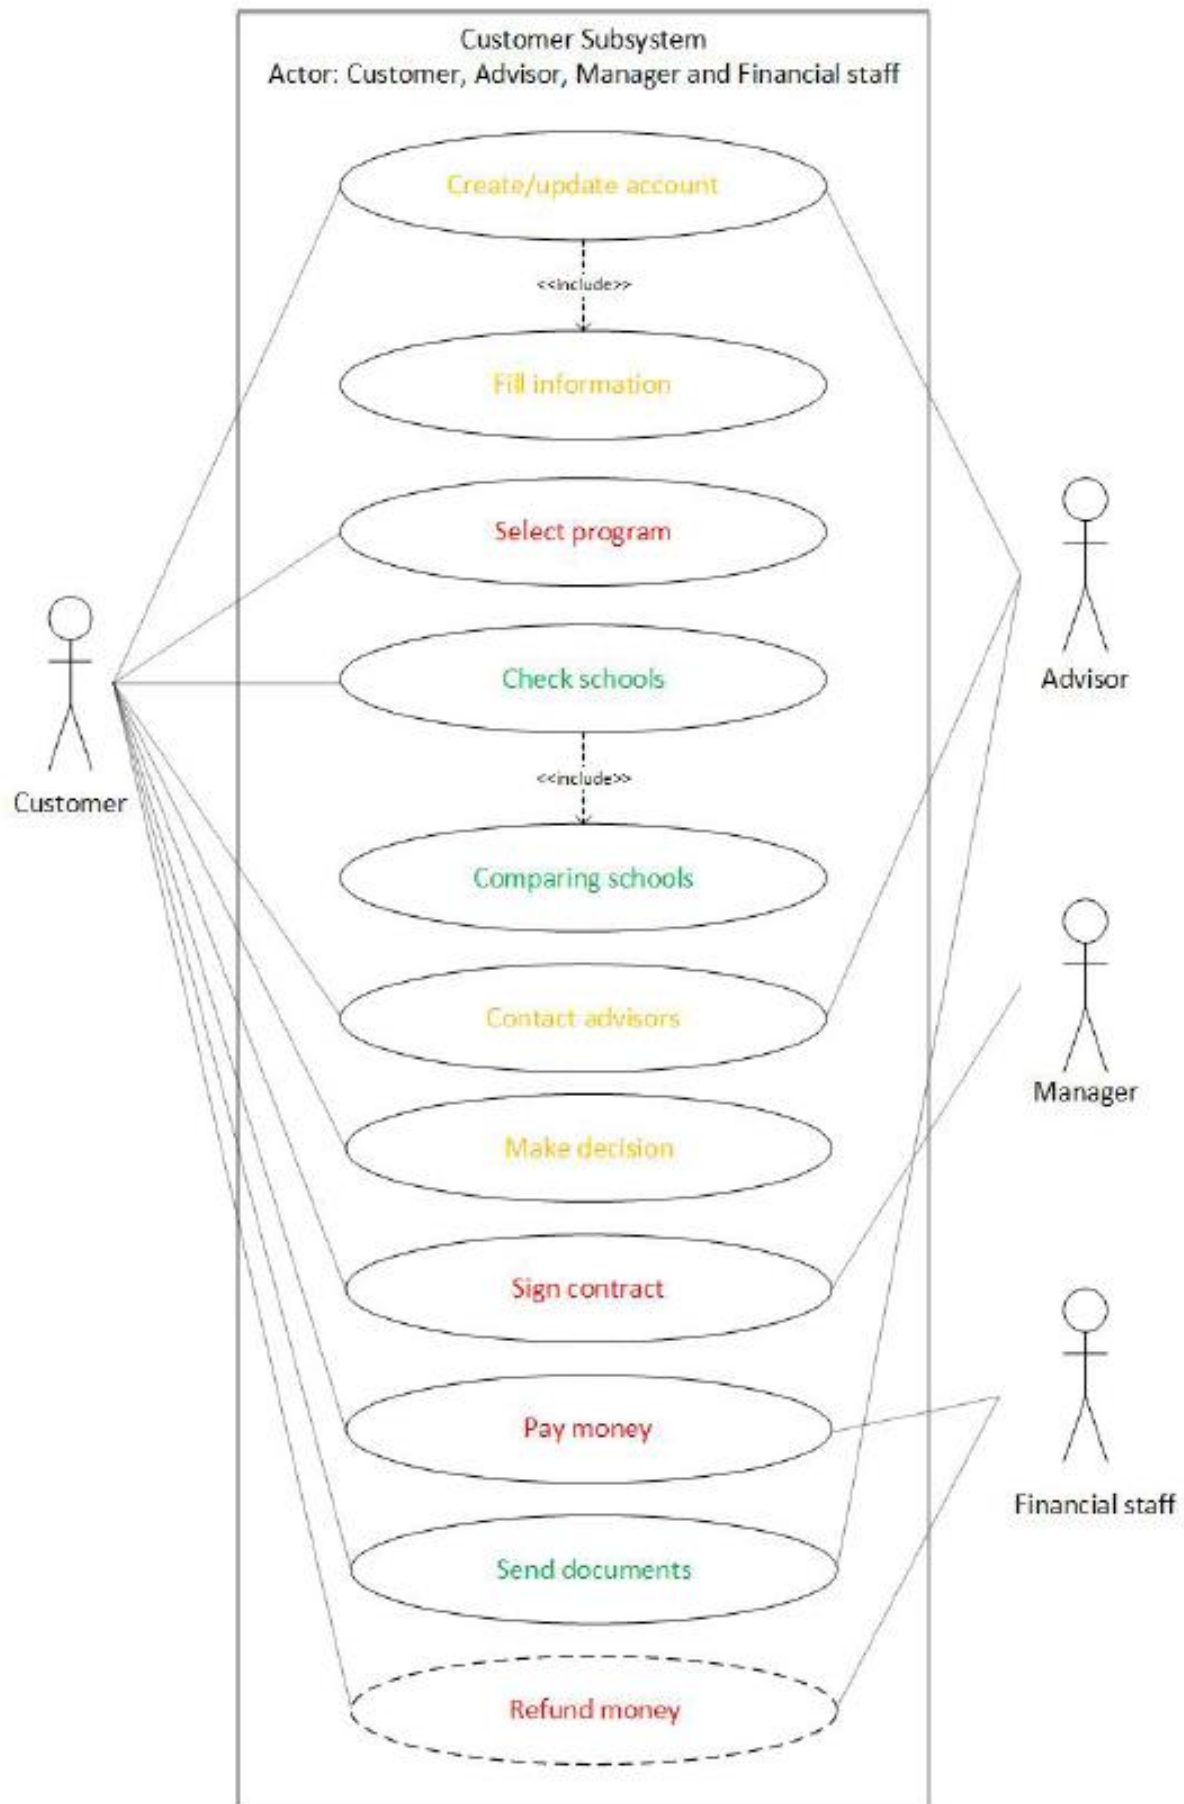 Customer Subsystem
Actor: Customer, Advisor, Manager and Financial staff
Create/update account
<<include>>
Fill information
Select program
Check schools
Advisor
<<include>>
Customer
Comparing schools
Contact advisors
Manager
Make decision
Sign contract
Pay money
Financial staff
Send documents
Refund money